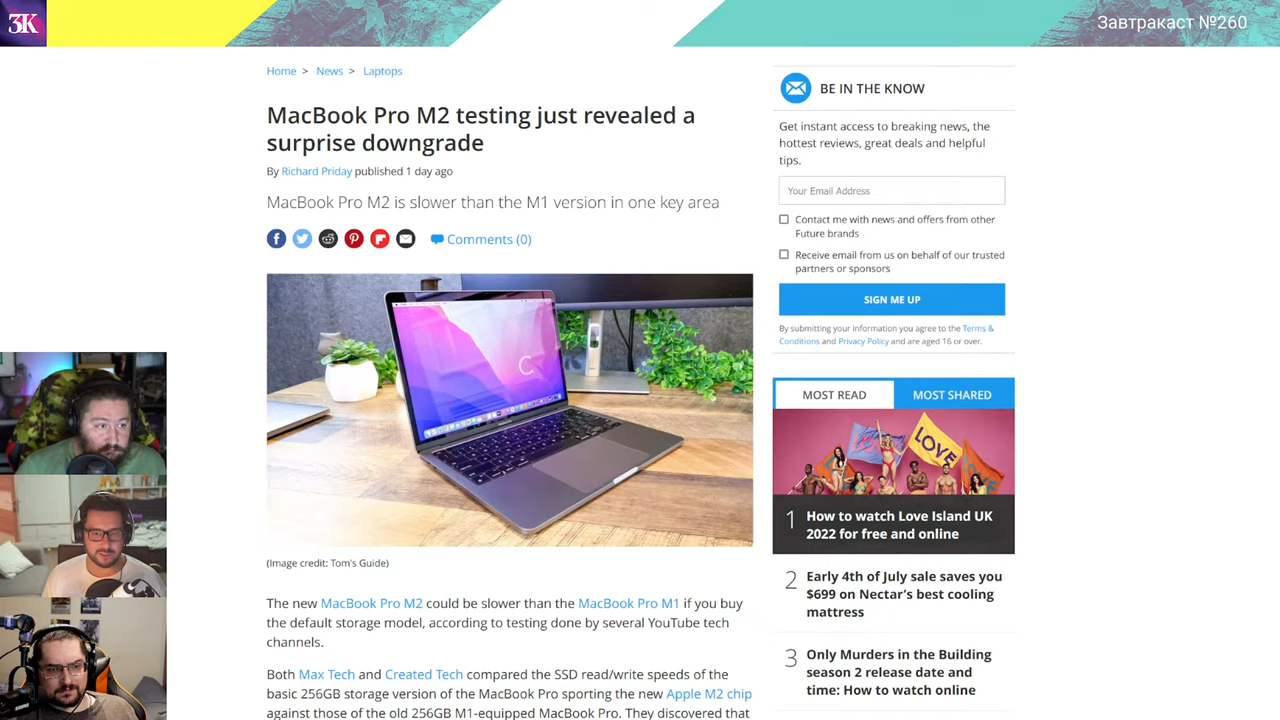 ЗК
Завтракаст №260
Home > News > Laptops
MacBook Pro M2 testing just revealed a
surprise downgrade
By Richard Priday published 1 day ago
MacBook Pro M2 is slower than the M1 version in one key area
Comments (0)
(Image credit: Tom's Guide)
The new MacBook Pro M2 could be slower than the MacBook Pro M1 if you buy
the default storage model, according to testing done by several YouTube tech
channels.
Both Max Tech and Created Tech compared the SSD read/write speeds of the
basic 256GB storage version of the MacBook Pro sporting the new Apple M2 chip
against those of the old 256GB M1-equipped MacBook Pro. They discovered that
BE IN THE KNOW
Get instant access to breaking news, the
hottest reviews, great deals and helpful
tips.
Your Email Address
Contact me with news and offers from other
Future brands
Receive email from us on behalf of our trusted
partners or sponsors
SIGN ME UP
By submitting your information you agree to the Terms &
Conditions and Privacy Policy and are aged 16 or over.
MOST READ
MOST SHARED
LOVE
1 How to watch Love Island UK
2022 for free and online
2 Early 4th of July sale saves you
$699 on Nectar's best cooling
mattress
3 Only Murders in the Building
season 2 release date and
time: How to watch online